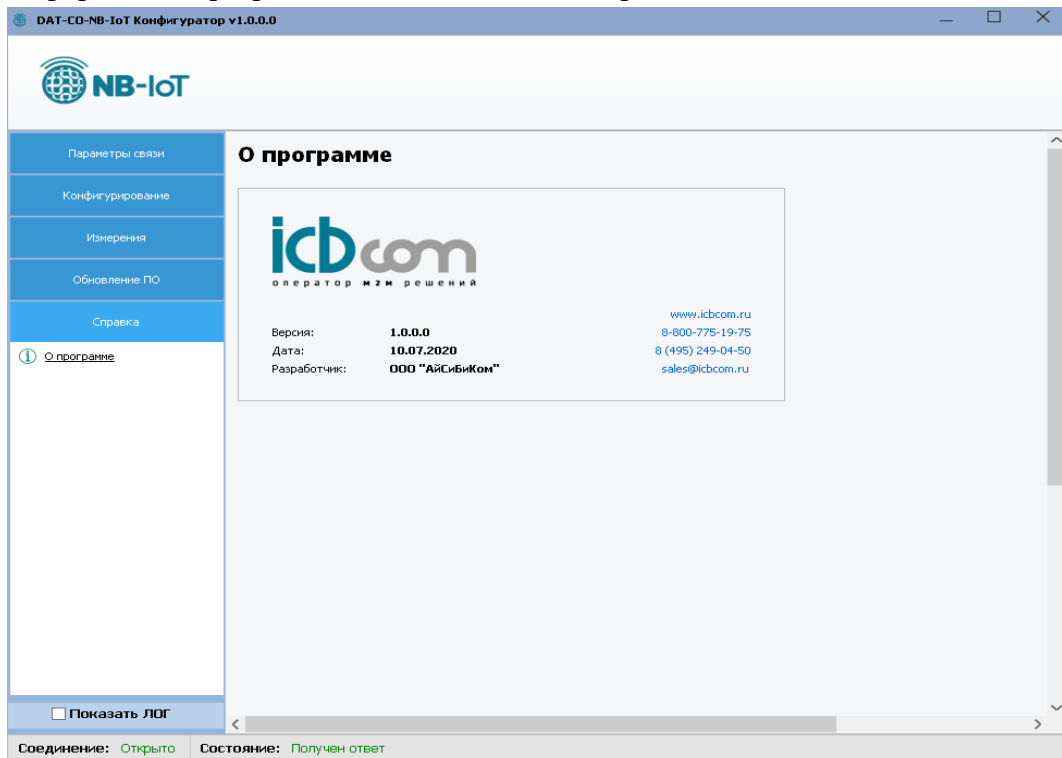 DAT-CO-NB-IoT Конфигуратор v1.0.0.0
NB-IoT
Параметры связи
Конфигурирование
Измерения
Обновление ПО
Справка
О программе
О программе
icbcom
оператор м2м решений
www.icbcom.ru
Версия: 1.0.0.0 8-800-775-19-75
Дата: 10.07.2020 8 (495) 249-04-50
Разработчик: ООО "АйСиБиКом" sales@icbcom.ru
Показать ЛОГ
Соединение: Открыто Состояние: Получен ответ